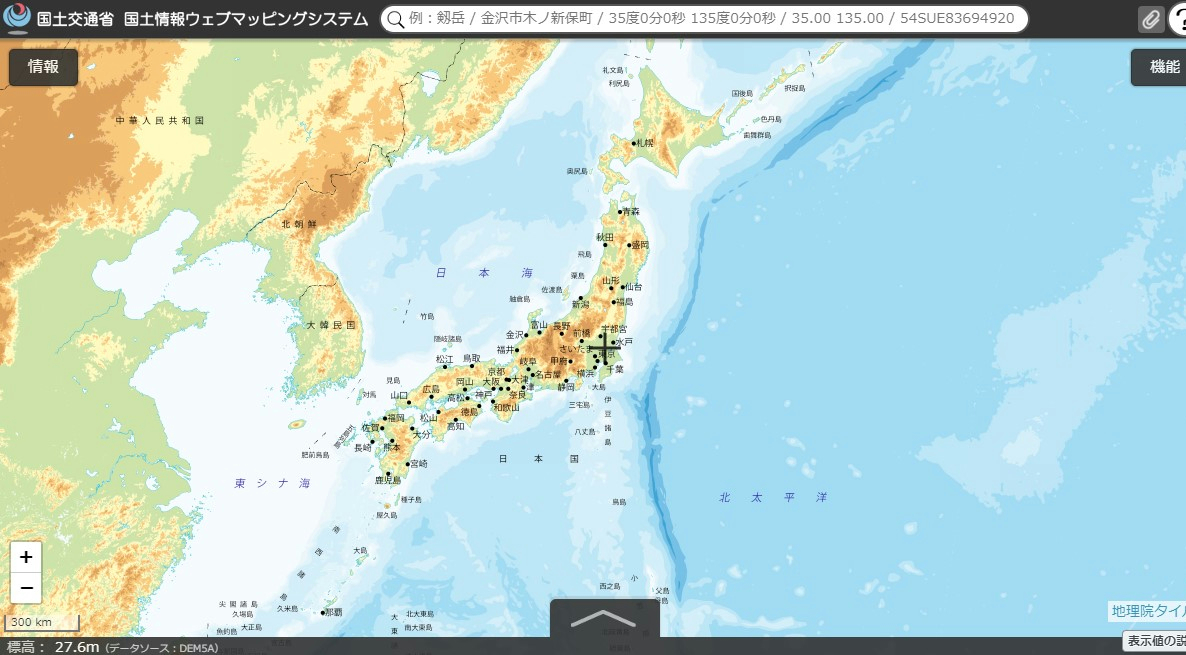 国土交通省 国土情報ウェブマッピングシステム
例：剱岳 / 金沢市木ノ新保町 / 35度0分0秒 135度0分0秒 / 35.00 135.00 / 54SUE83694920
?
情報
機能
中華人民共和国
礼文島
利尻島
国後島
択捉島
色丹島
歯舞群島
札幌
奥尻島
青森
北朝鮮
秋田
盛岡
飛島
日本海
粟島
山形
仙台
佐渡島
舳倉島
新潟
福島
竹島
大韓民国
富山
長野
前橋
宇都宮
金沢
水戸
隠岐諸島
福井
さいたま
東京
松江
鳥取
岐阜
甲府
千葉
京都
名古屋
横浜
見島
岡山
大阪
大津
津
静岡
大島
対馬
山口
広島
高松
神戸
奈良
三宅島
伊豆諸島
和歌山
徳島
福岡
松山
高知
佐賀
大分
八丈島
長崎
熊本
肥前鳥島
宮崎
日本国
鹿児島
東シナ海
北太平洋
種子島
鳥島
屋久島
南西諸島
大島
西之島
小
父島
母島
尖閣諸島
久場島
久米島
那覇
北大東島
南大東島
大東
魚釣島
大正島
+
−
300 km
地理院タイル
標高： 27.6m （データソース：DEM5A）
表示値の説